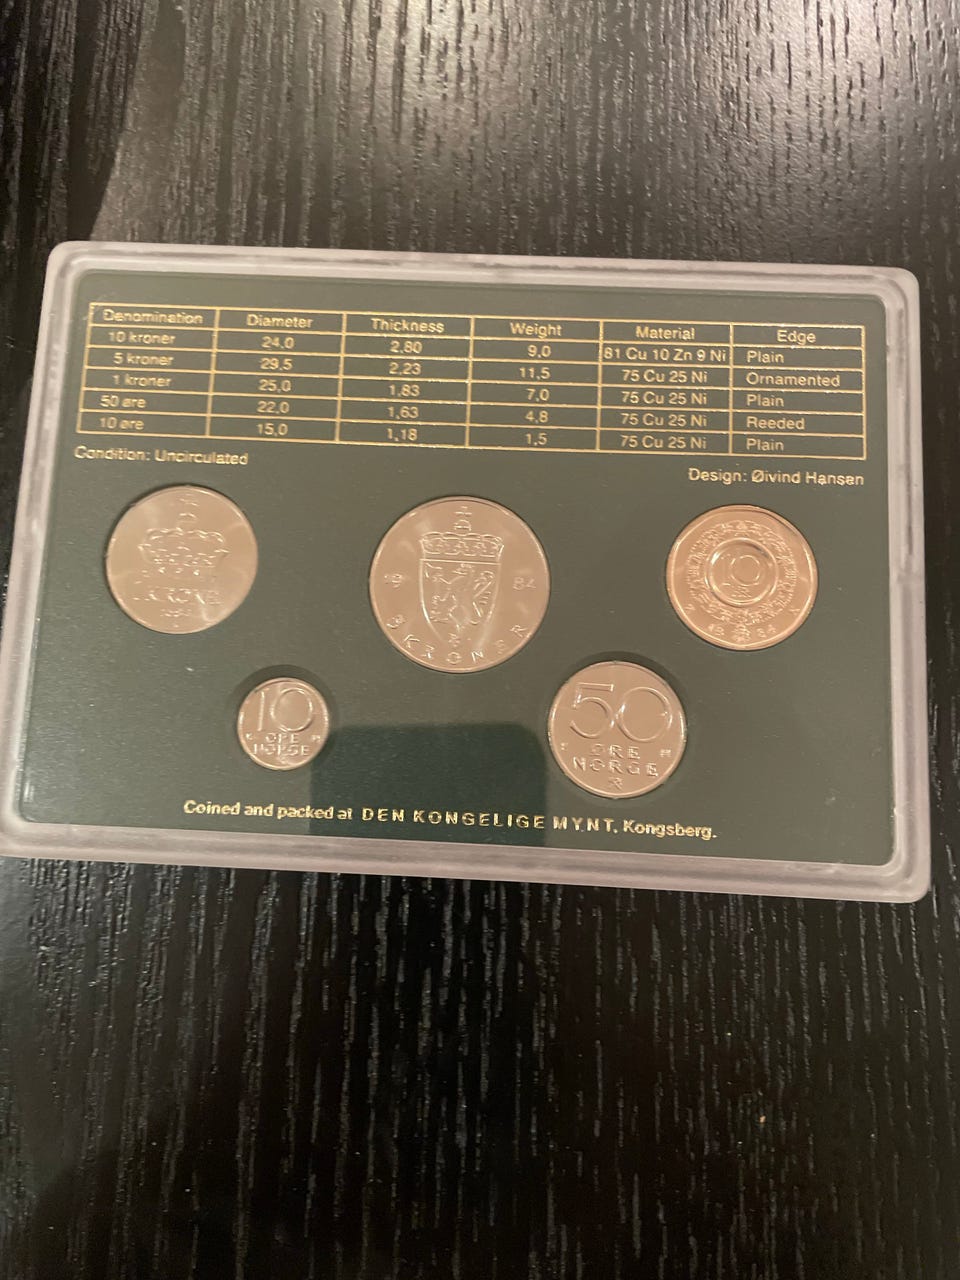 Denomination Diameter Thickness Weight Material Edge
10 kroner 24,0 2,80 9,0 81 Cu 10 Zn 9 Ni Plain
5 kroner 29,5 2,23 11,5 75 Cu 25 Ni Ornamented
1 kroner 25,0 1,83 7,0 75 Cu 25 Ni Plain
50 øre 22,0 1,63 4,8 75 Cu 25 Ni Reeded
10 øre 15,0 1,18 1,5 75 Cu 25 Ni Plain
Condition: Uncirculated
Design: Øivind Hansen
1 KRONE
1984
19 84
5 KRONER
10
KR
1984
10
ØRE
NORGE
50
ØRE
NORGE
Coined and packed at DEN KONGELIGE MYNT, Kongsberg.